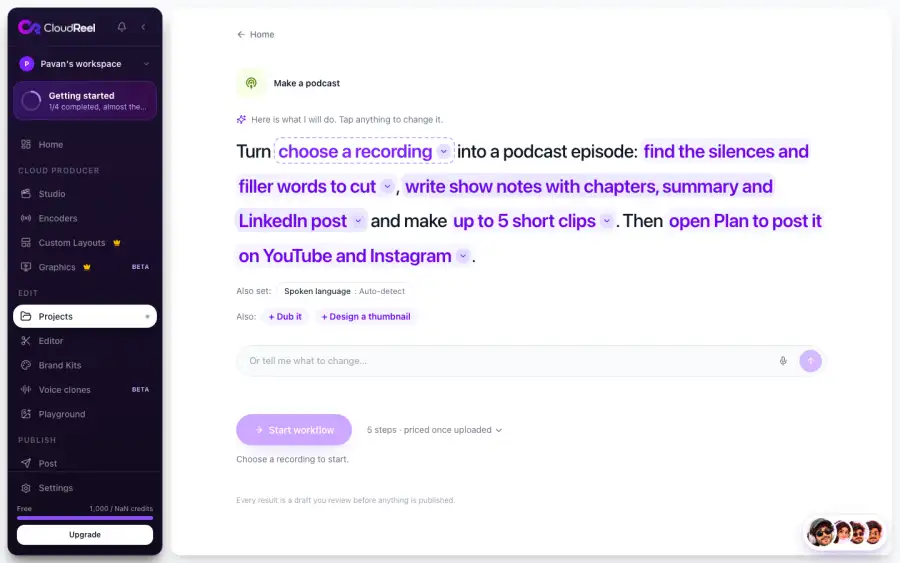 CloudReel
P Pavan's workspace
Getting started
1/4 completed, almost the...
Home
CLOUD PRODUCER
Studio
Encoders
Custom Layouts
Graphics BETA
EDIT
Projects
Editor
Brand Kits
Voice clones BETA
Playground
PUBLISH
Post
Settings
Free 1,000 / NaN credits
Upgrade
Home
Make a podcast
Here is what I will do. Tap anything to change it.
Turn choose a recording into a podcast episode: find the silences and
filler words to cut , write show notes with chapters, summary and
LinkedIn post and make up to 5 short clips . Then open Plan to post it
on YouTube and Instagram .
Also set: Spoken language : Auto-detect
Also: + Dub it + Design a thumbnail
Or tell me what to change...
Start workflow 5 steps · priced once uploaded
Choose a recording to start.
Every result is a draft you review before anything is published.